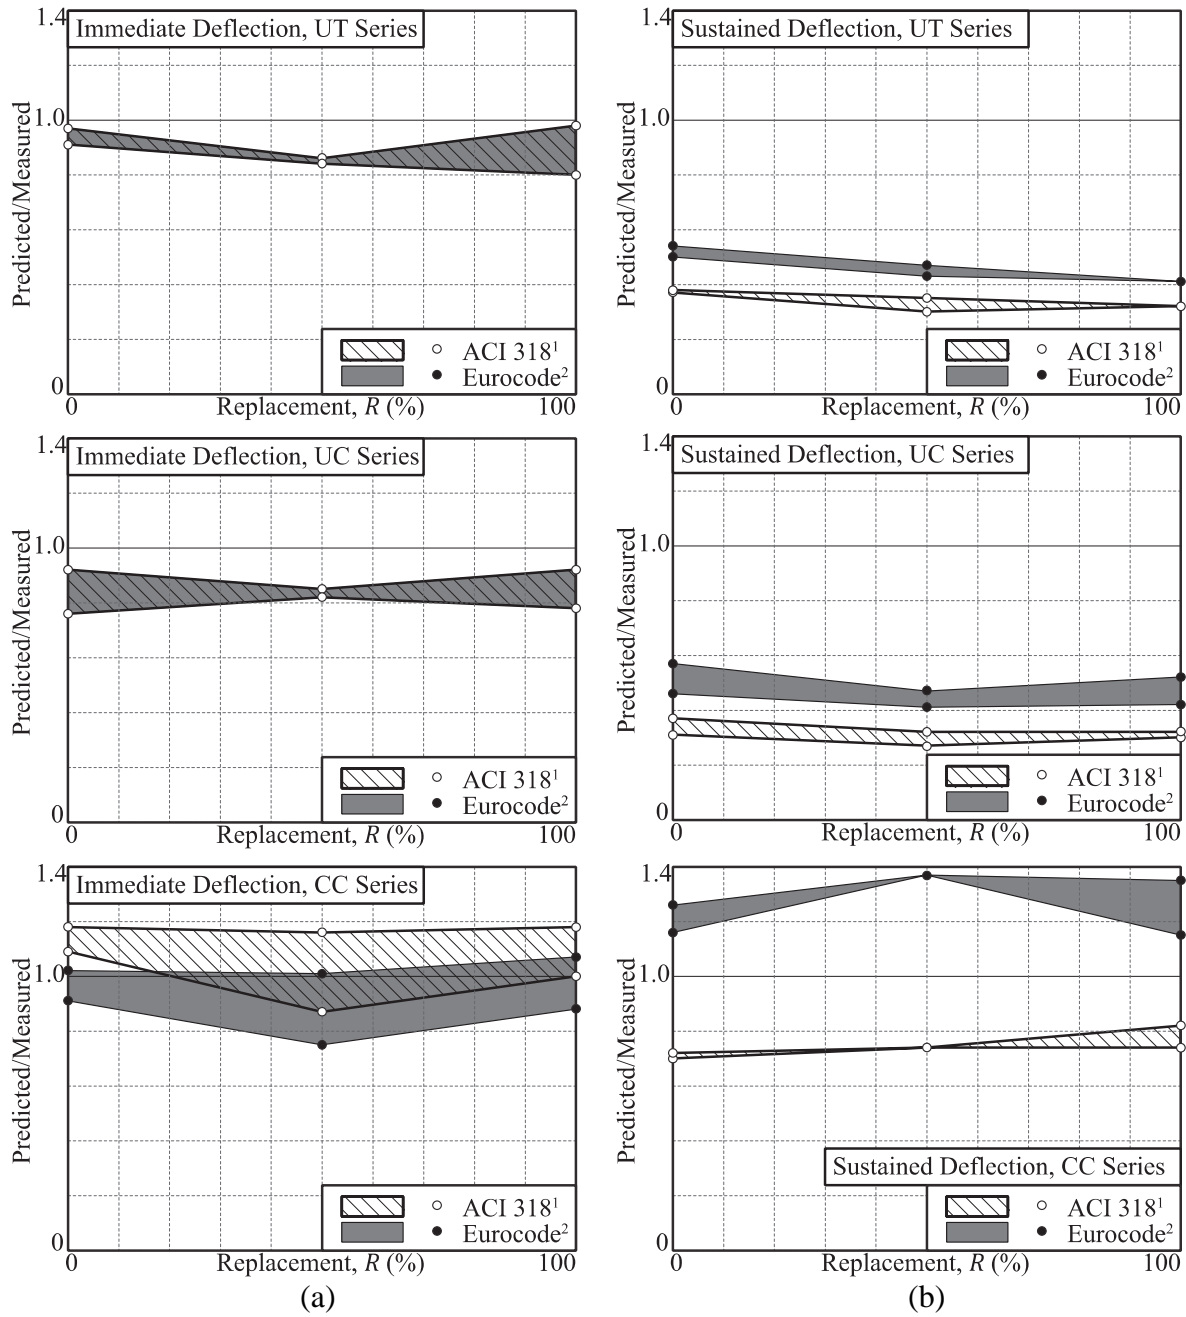 1.4
Immediate Deflection, UT Series
1.0
Predicted/Measured
ACI 318¹
Eurocode²
0
0
Replacement, R (%)
100
1.4
Sustained Deflection, UT Series
1.0
Predicted/Measured
ACI 318¹
Eurocode²
0
0
Replacement, R (%)
100
1.4
Immediate Deflection, UC Series
1.0
Predicted/Measured
ACI 318¹
Eurocode²
0
0
Replacement, R (%)
100
1.4
Sustained Deflection, UC Series
1.0
Predicted/Measured
ACI 318¹
Eurocode²
0
0
Replacement, R (%)
100
1.4
Immediate Deflection, CC Series
1.0
Predicted/Measured
ACI 318¹
Eurocode²
0
0
Replacement, R (%)
100
1.4
1.0
Predicted/Measured
Sustained Deflection, CC Series
ACI 318¹
Eurocode²
0
0
Replacement, R (%)
100
(a)
(b)